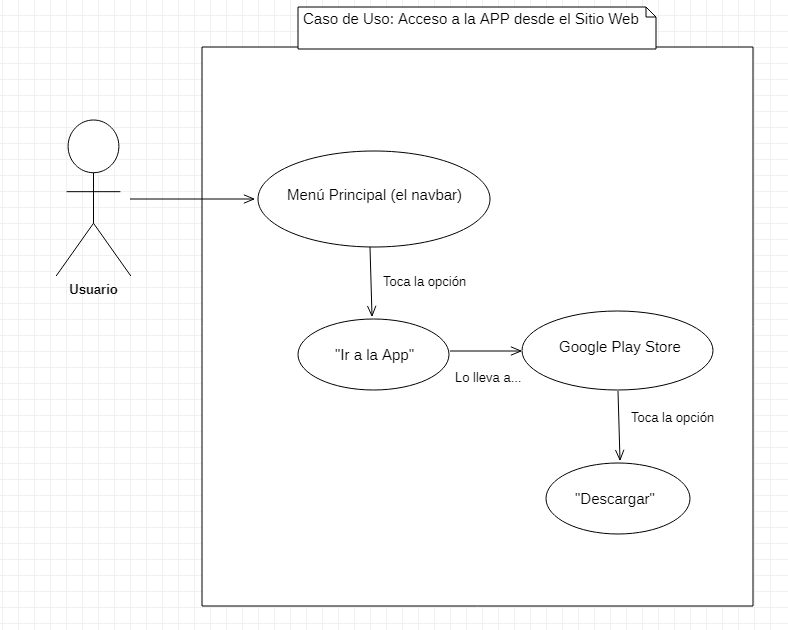 Caso de Uso: Acceso a la APP desde el Sitio Web
Menú Principal (el navbar)
Usuario
Toca la opción
"Ir a la App"
Lo lleva a...
Google Play Store
Toca la opción
"Descargar"